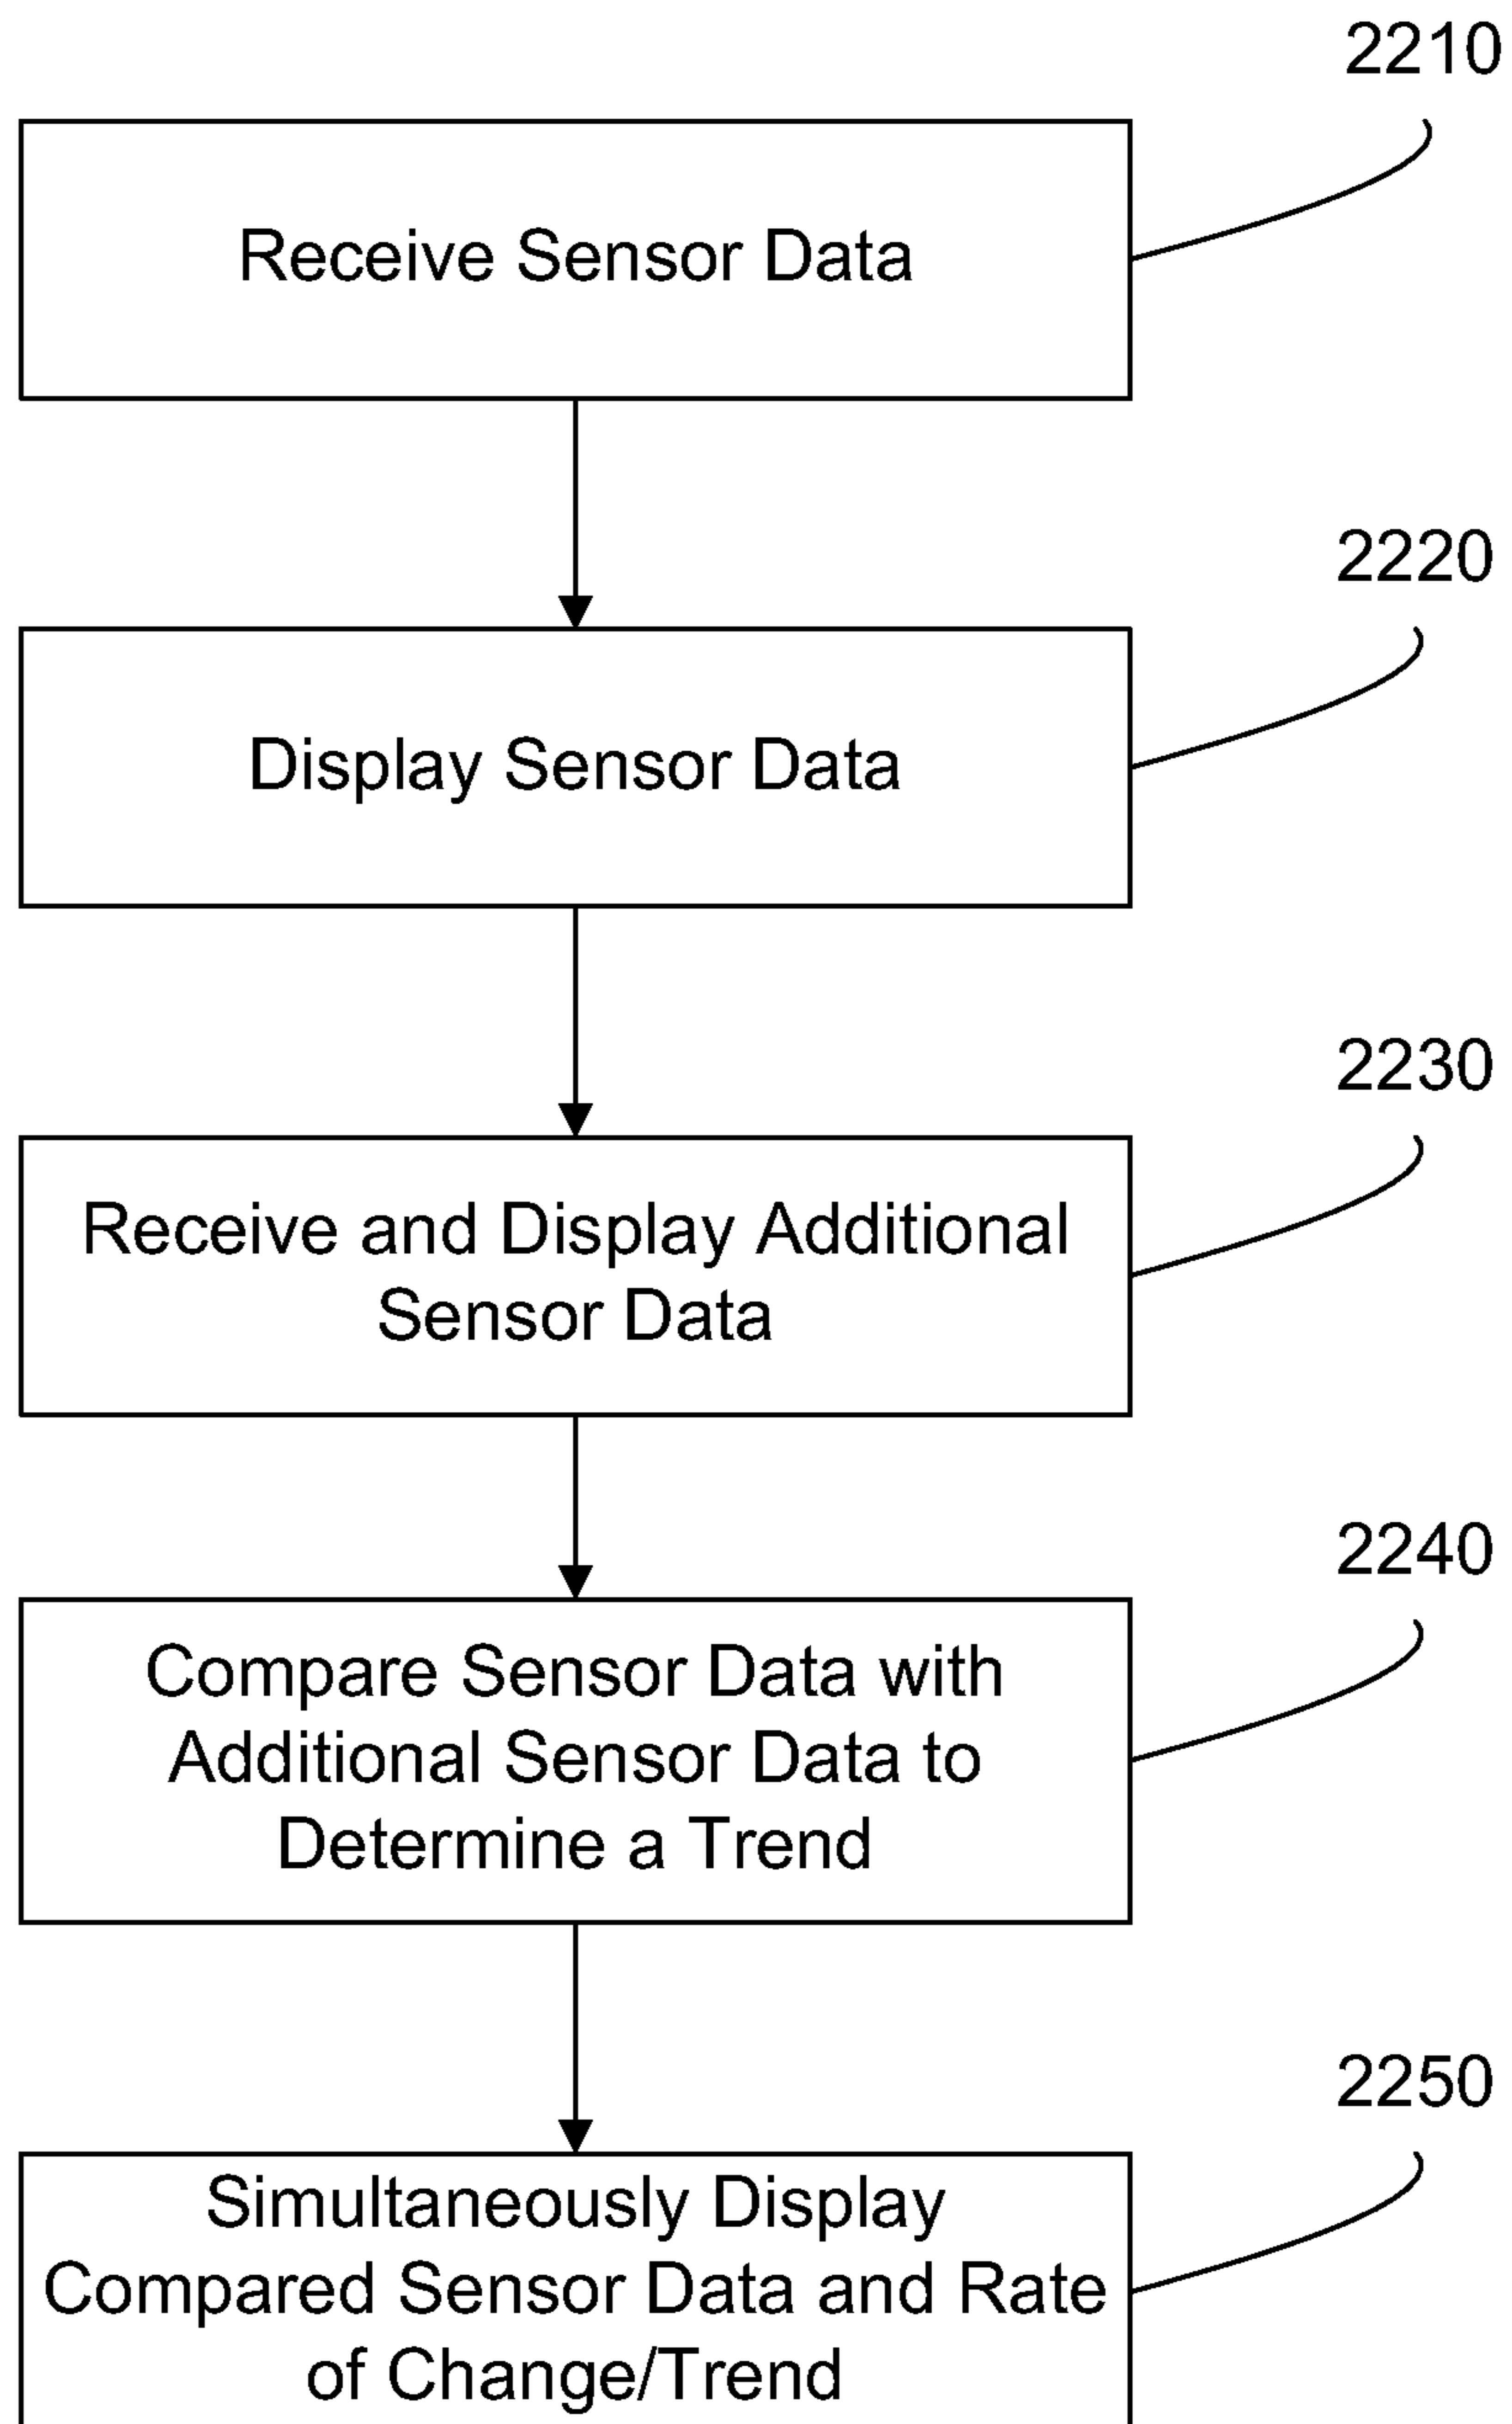 2210
Receive Sensor Data
2220
Display Sensor Data
2230
Receive and Display Additional
Sensor Data
2240
Compare Sensor Data with
Additional Sensor Data to
Determine a Trend
2250
Simultaneously Display
Compared Sensor Data and Rate
of Change/Trend